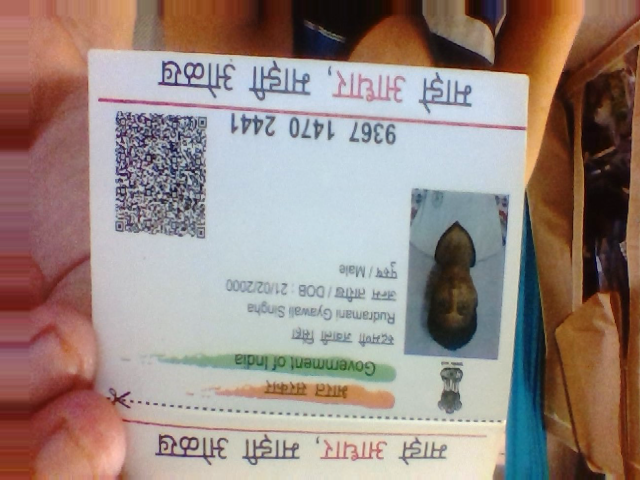 माझे आधार, माझी ओळख
भारत सरकार
Government of India
रुद्रमणी ज्ञवाली सिंहा
Rudramani Gyawali Singha
जन्म तारीख / DOB : 21/02/2000
पुरुष / Male
9367 1470 2441
माझे आधार, माझी ओळख